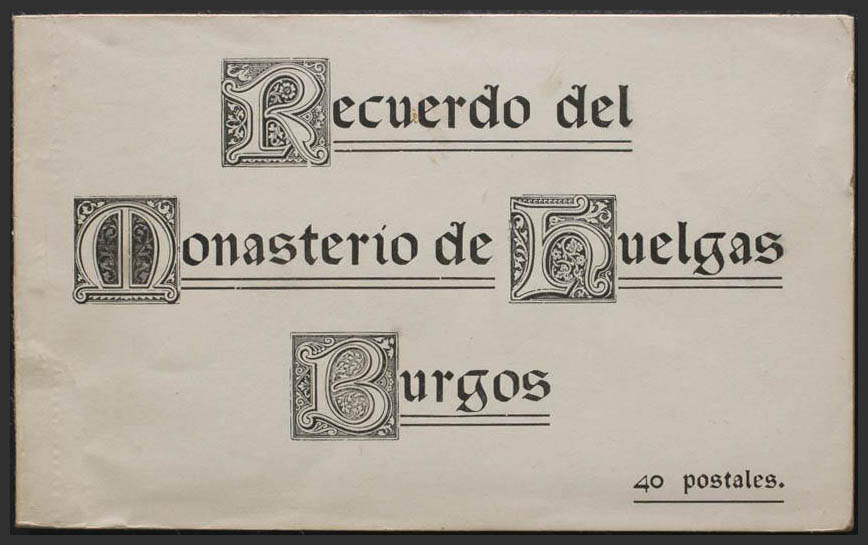 Recuerdo del
Monasterio de Huelgas
Burgos
40 postales.